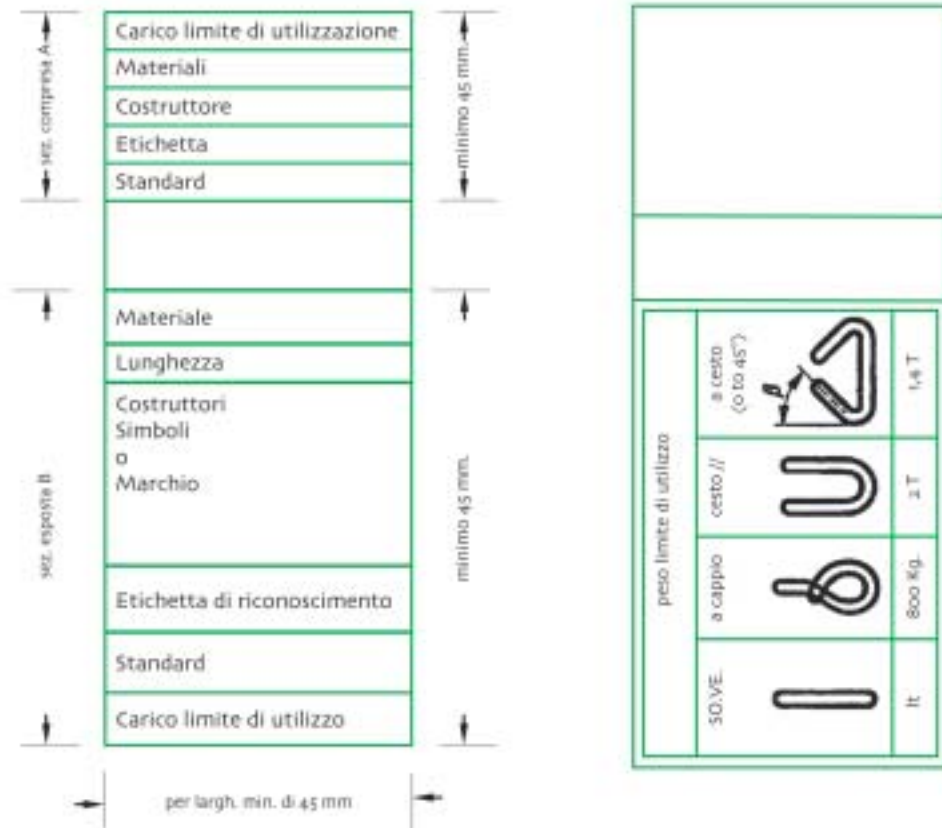 sez. compresa A
Carico limite di utilizzazione
Materiali
Costruttore
Etichetta
Standard
minimo 45 mm.
sez. esposta B
Materiale
Lunghezza
Costruttori
Simboli
o
Marchio
Etichetta di riconoscimento
Standard
Carico limite di utilizzo
minimo 45 mm.
per largh. min. di 45 mm
peso limite di utilizzo
SO.VE.
a cappio
cesto //
a cesto
(0 to 45°)
β
lt
800 Kg.
2 T
1,4 T